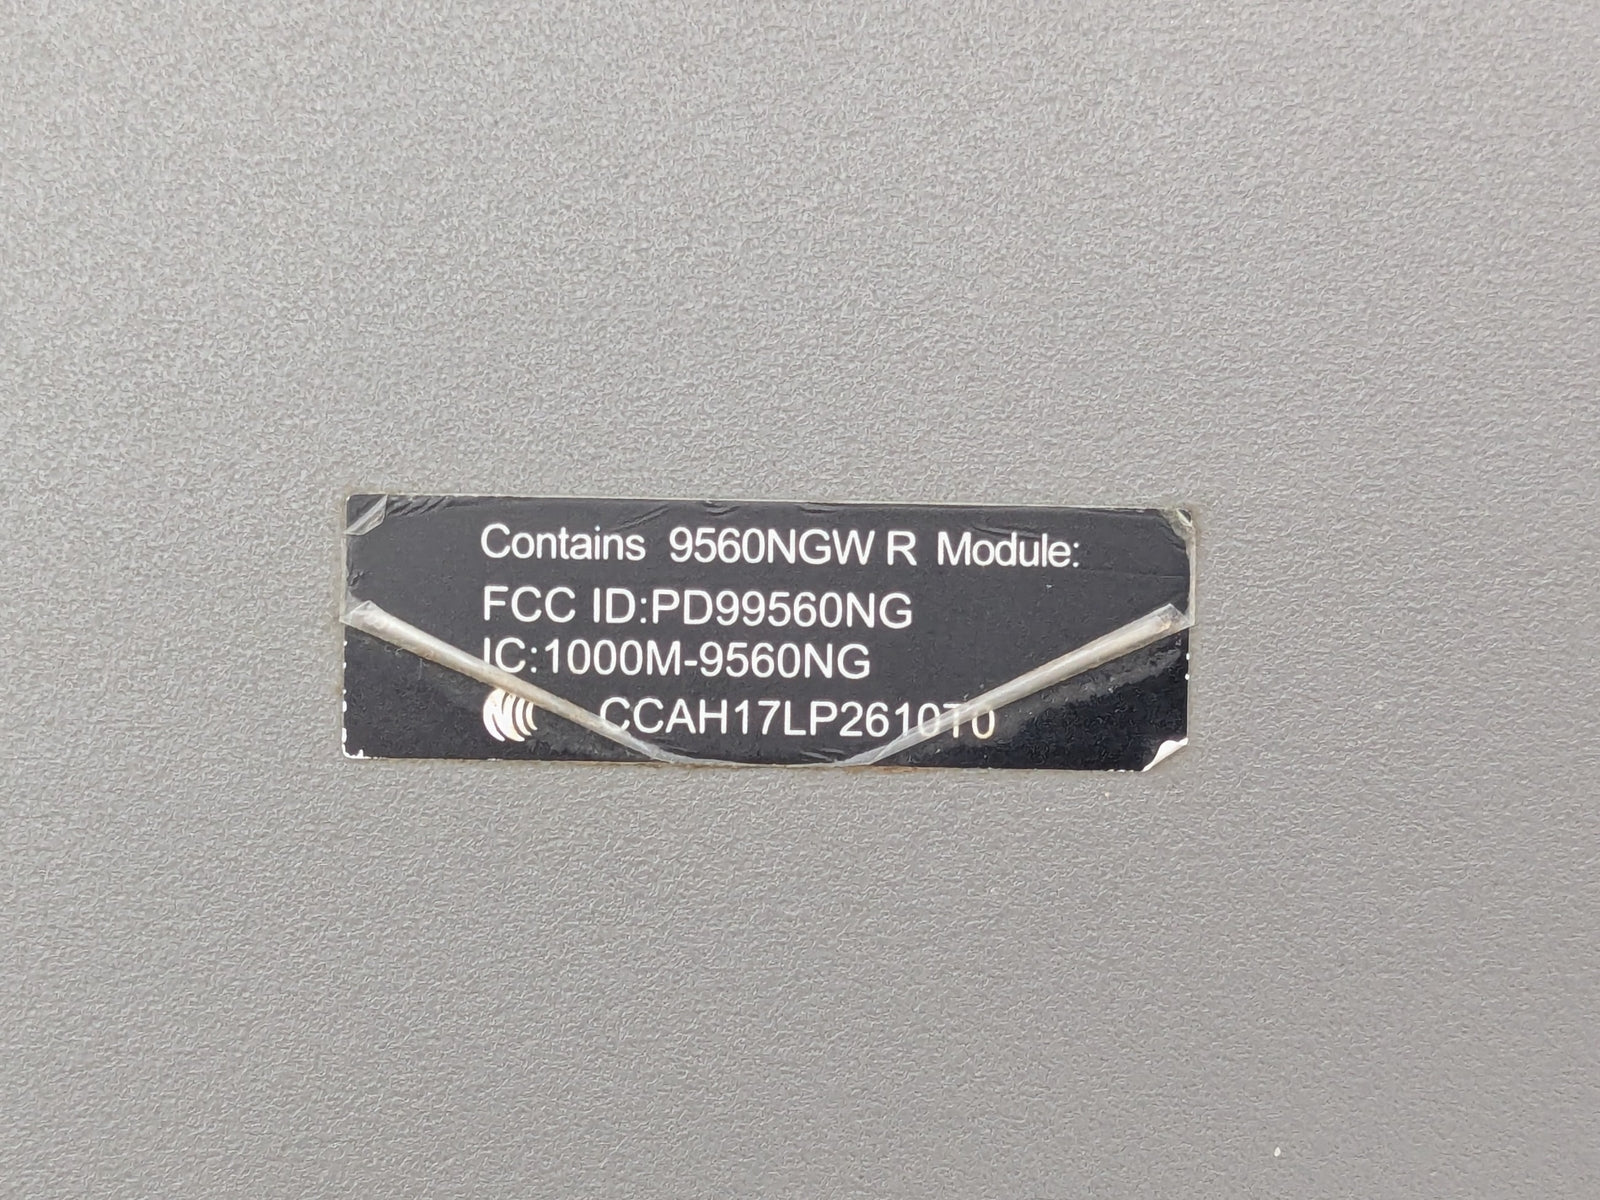 Contains 9560NGW R Module:
FCC ID:PD99560NG
IC:1000M-9560NG
CCAH17LP2610T0